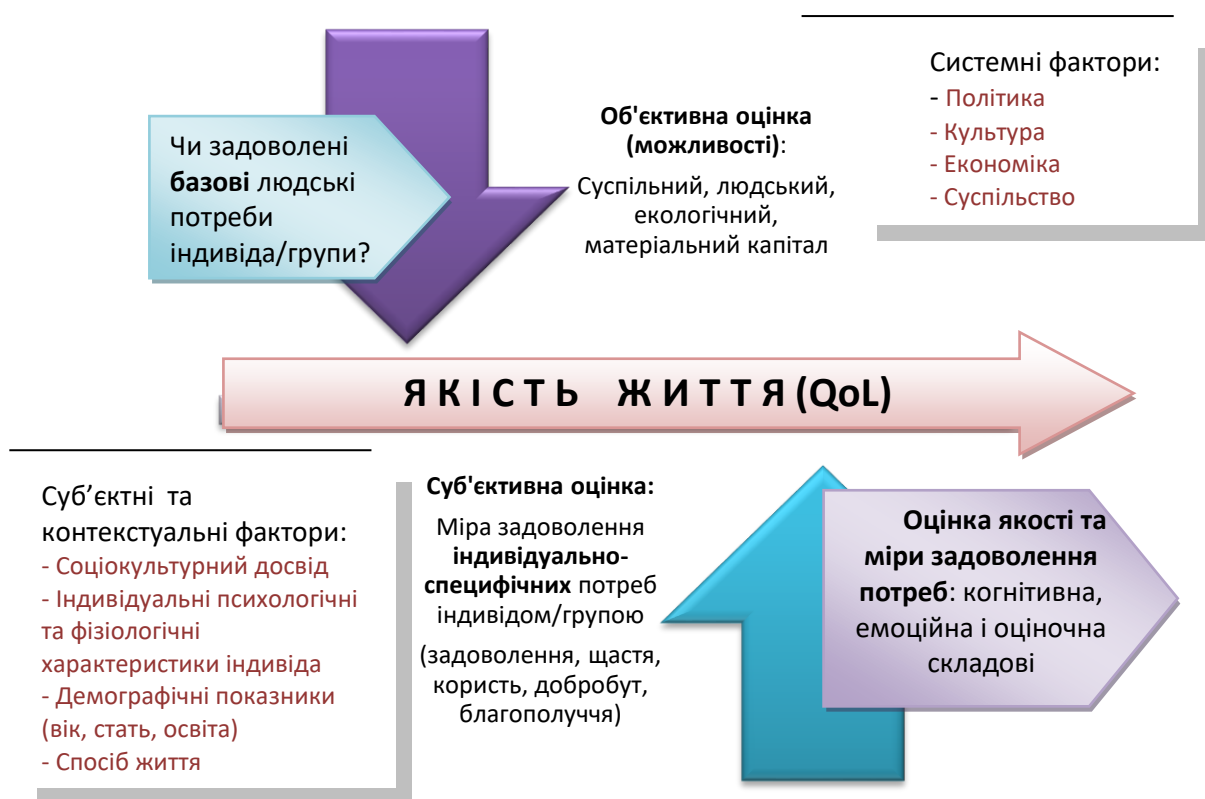 Чи задоволені
базові людські
потреби
індивіда/групи?
Об'єктивна оцінка
(можливості):
Суспільний, людський,
екологічний,
матеріальний капітал
Системні фактори:
- Політика
- Культура
- Економіка
- Суспільство
Я К І С Т Ь Ж И Т Т Я (QoL)
Суб’єктні та
контекстуальні фактори:
- Соціокультурний досвід
- Індивідуальні психологічні
та фізіологічні
характеристики індивіда
- Демографічні показники
(вік, стать, освіта)
- Спосіб життя
Суб'єктивна оцінка:
Міра задоволення
індивідуально-
специфічних потреб
індивідом/групою
(задоволення, щастя,
користь, добробут,
благополуччя)
Оцінка якості та
міри задоволення
потреб: когнітивна,
емоційна і оціночна
складові